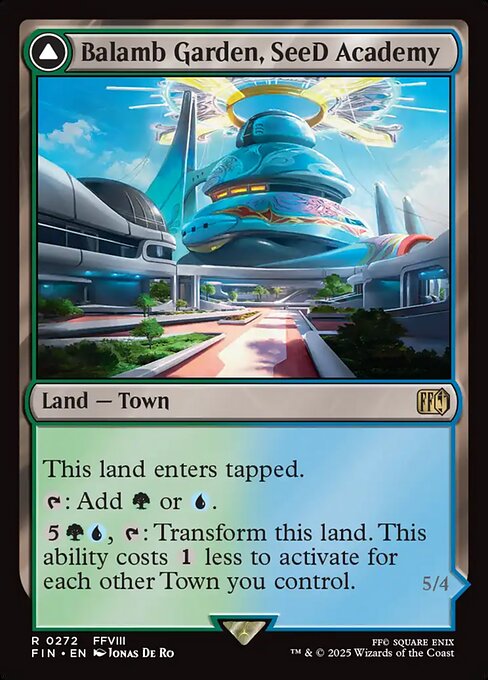 Balamb Garden, SeeD Academy
Land — Town
FF
This land enters tapped.
: Add or .
5 , : Transform this land. This
ability costs 1 less to activate for
each other Town you control.
5/4
R 0272 FFVIII
FIN • EN Jonas De Ro
FF© SQUARE ENIX
™ & © 2025 Wizards of the Coast